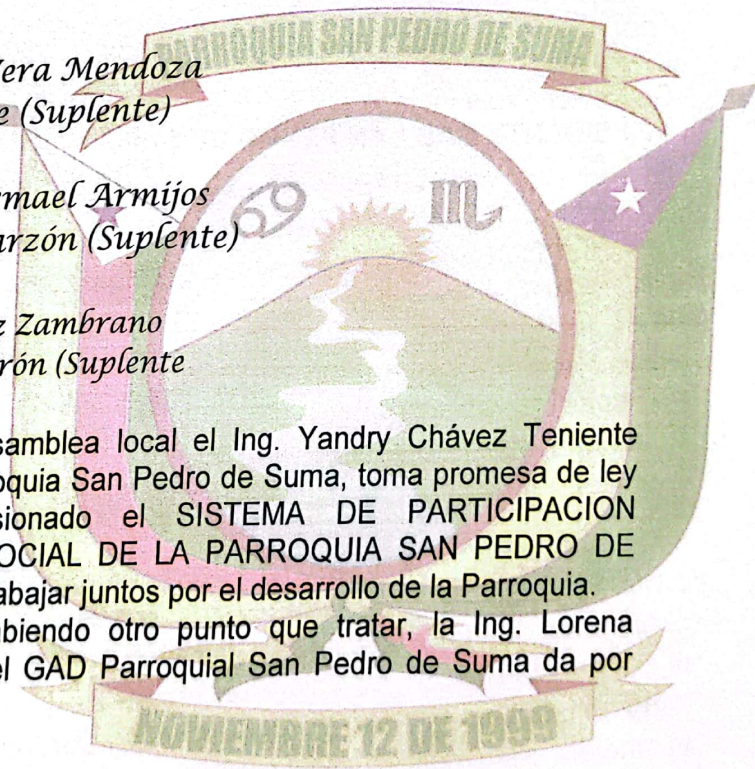 PARROQUIA SAN PEDRO DE SUMA
Vera Mendoza
e (Suplente)
smael Armijos
arzón (Suplente)
z Zambrano
rón (Suplente
samblea local el Ing. Yandry Chávez Teniente
oquia San Pedro de Suma, toma promesa de ley
sionado el SISTEMA DE PARTICIPACION
OCIAL DE LA PARROQUIA SAN PEDRO DE
abajar juntos por el desarrollo de la Parroquia.
biendo otro punto que tratar, la Ing. Lorena
el GAD Parroquial San Pedro de Suma da por
NOVIEMBRE 12 DE 1999